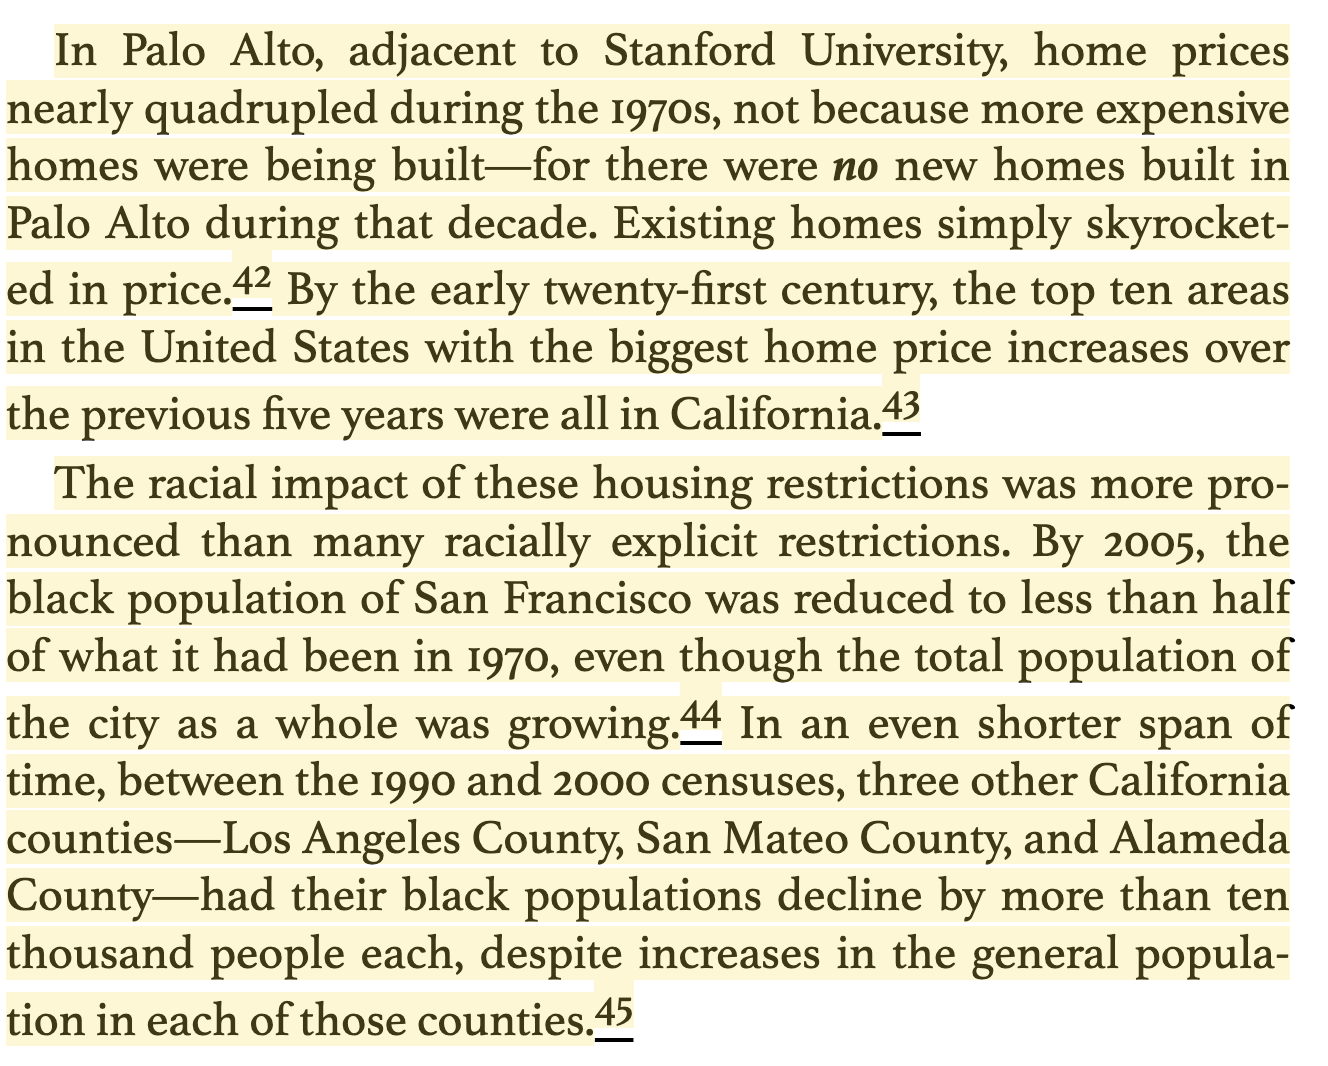 In Palo Alto, adjacent to Stanford University, home prices
nearly quadrupled during the 1970s, not because more expensive
homes were being built—for there were no new homes built in
Palo Alto during that decade. Existing homes simply skyrocket-
ed in price.42 By the early twenty-first century, the top ten areas
in the United States with the biggest home price increases over
the previous five years were all in California.43
The racial impact of these housing restrictions was more pro-
nounced than many racially explicit restrictions. By 2005, the
black population of San Francisco was reduced to less than half
of what it had been in 1970, even though the total population of
the city as a whole was growing.44 In an even shorter span of
time, between the 1990 and 2000 censuses, three other California
counties—Los Angeles County, San Mateo County, and Alameda
County—had their black populations decline by more than ten
thousand people each, despite increases in the general popula-
tion in each of those counties.45